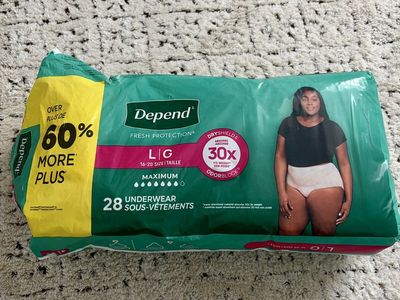 OVER
PLUS DE
60%
MORE
PLUS
Depend
Depend
FRESH PROTECTION
L|G
16-20 SIZE | TAILLE
MAXIMUM
28 UNDERWEAR
SOUS-VÊTEMENTS
DRYSHIELD
30X
ODORBLOCK
L/G